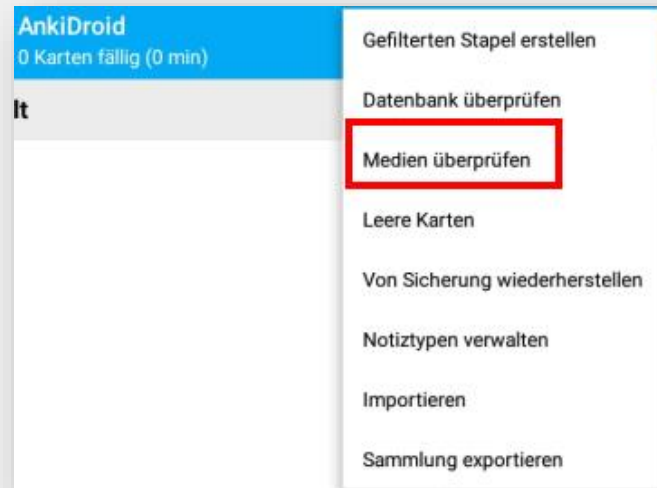 AnkiDroid
0 Karten fällig (0 min)
lt
Gefilterten Stapel erstellen
Datenbank überprüfen
Medien überprüfen
Leere Karten
Von Sicherung wiederherstellen
Notiztypen verwalten
Importieren
Sammlung exportieren